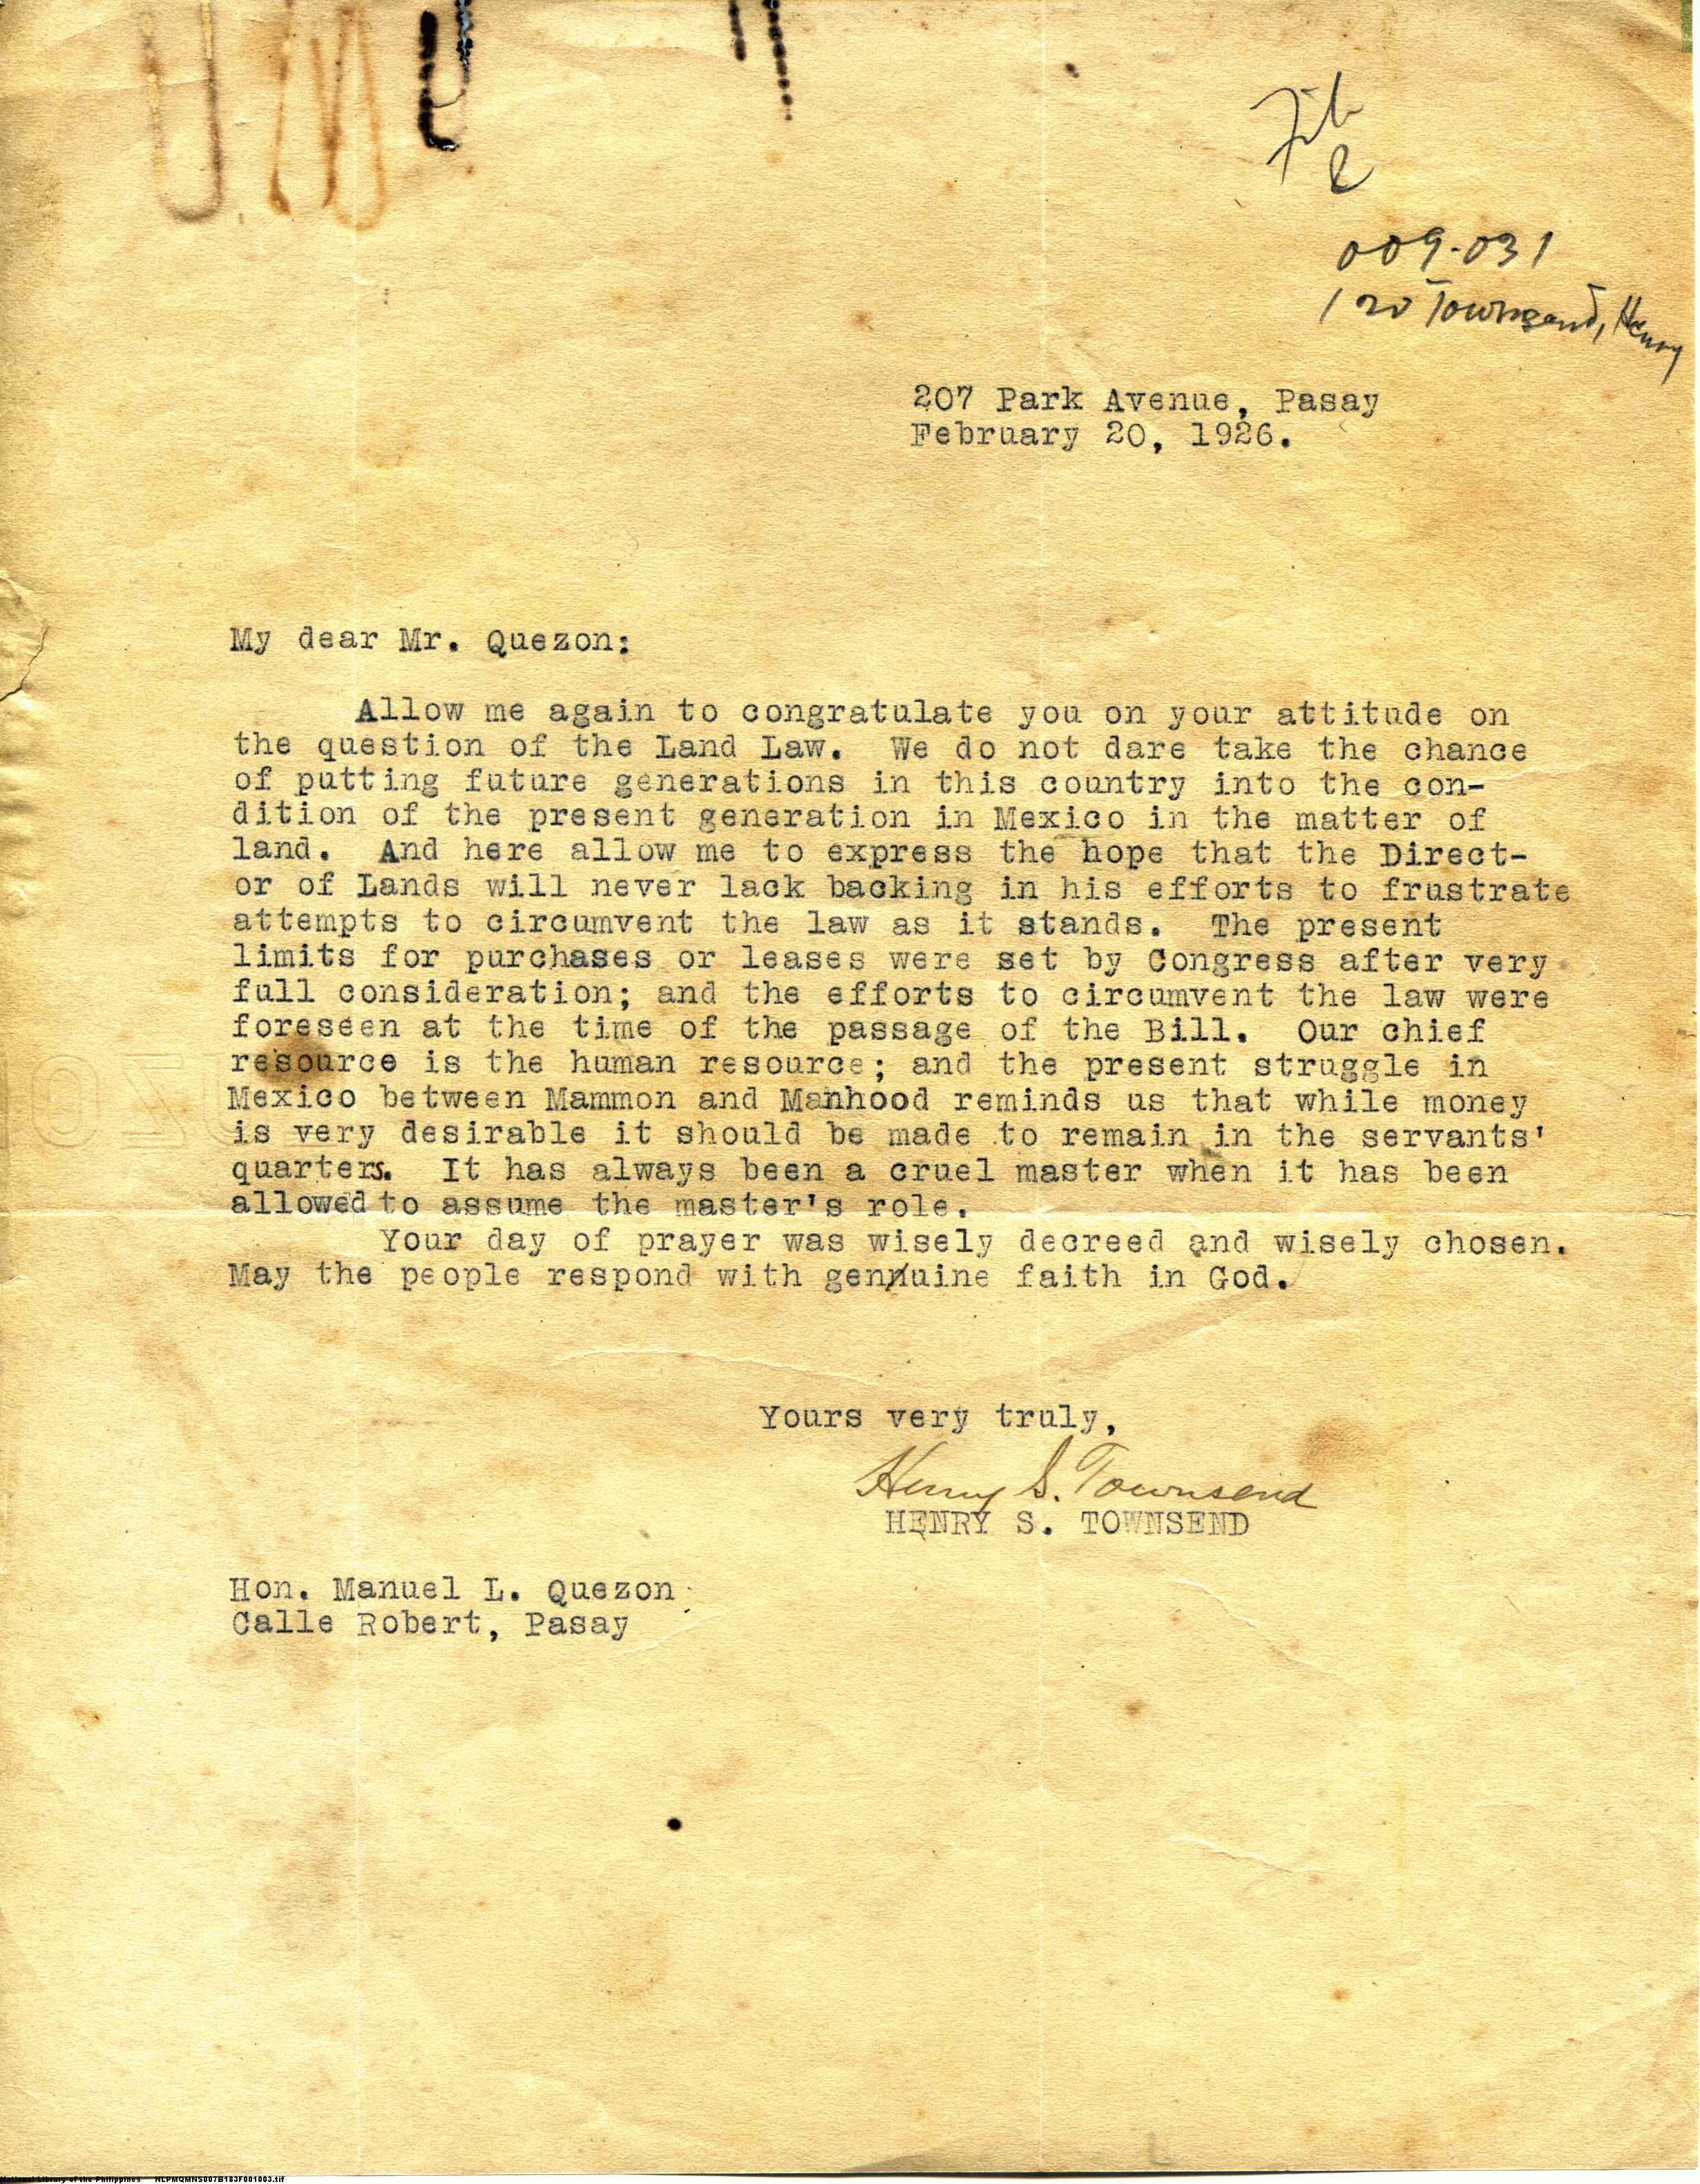 File
009-031
Townsend, Henry
207 Park Avenue, Pasay
February 20, 1926.
My dear Mr. Quezon:
Allow me again to congratulate you on your attitude on
the question of the Land Law. We do not dare take the chance
of putting future generations in this country into the con-
dition of the present generation in Mexico in the matter of
land. And here allow me to express the hope that the Direct-
or of Lands will never lack backing in his efforts to frustrate
attempts to circumvent the law as it stands. The present
limits for purchases or leases were set by Congress after very
full consideration; and the efforts to circumvent the law were
foreseen at the time of the passage of the Bill. Our chief
resource is the human resource; and the present struggle in
Mexico between Mammon and Manhood reminds us that while money
is very desirable it should be made to remain in the servants'
quarters. It has always been a cruel master when it has been
allowed to assume the master's role.
Your day of prayer was wisely decreed and wisely chosen.
May the people respond with genuine faith in God.
Yours very truly,
Henry S. Townsend
HENRY S. TOWNSEND
Hon. Manuel L. Quezon
Calle Robert, Pasay
National Library of the Philippines NLPMQMNS007B183F001003.tif